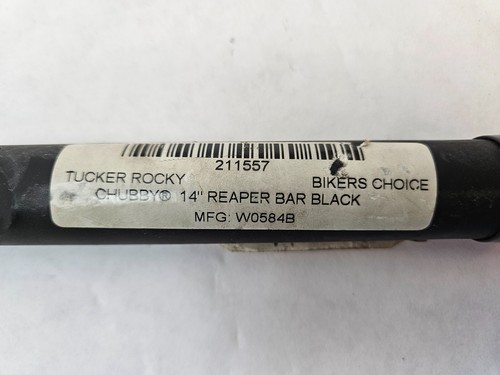 211557
TUCKER ROCKY BIKERS CHOICE
CHUBBY® 14" REAPER BAR BLACK
MFG: W0584B